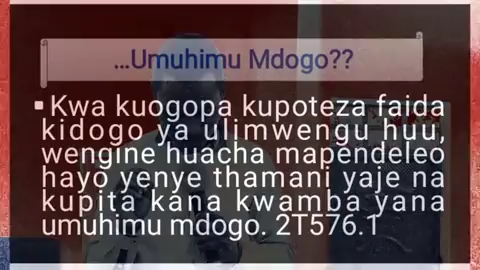 ...Umuhimu Mdogo??
▪Kwa kuogopa kupoteza faida
kidogo ya ulimwengu huu,
wengine huacha mapendeleo
hayo yenye thamani yaje na
kupita kana kwamba yana
umuhimu mdogo. 2T576.1